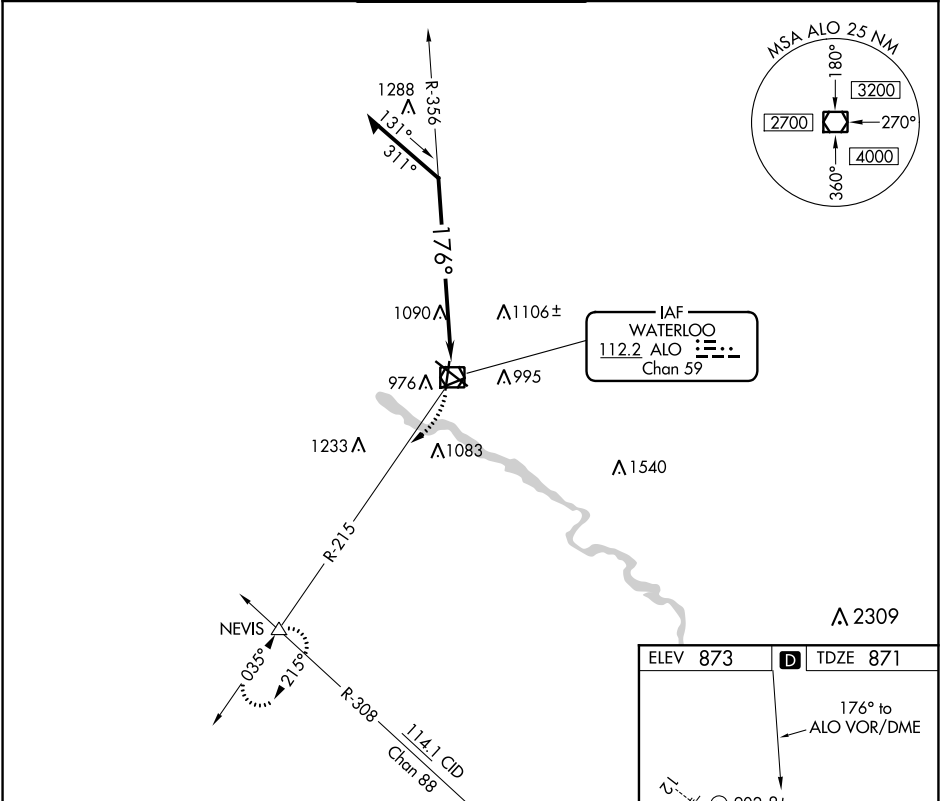 MSA ALO 25 NM
180°
3200
2700
270°
4000
360°
R-356
1288
131°
311°
176°
1090
1106±
IAF
WATERLOO
112.2 ALO
Chan 59
976
995
1233
1083
1540
R-215
2309
NEVIS
035°
215°
R-308
114.1 CID
Chan 88
ELEV 873
D
TDZE 871
176° to
ALO VOR/DME
12